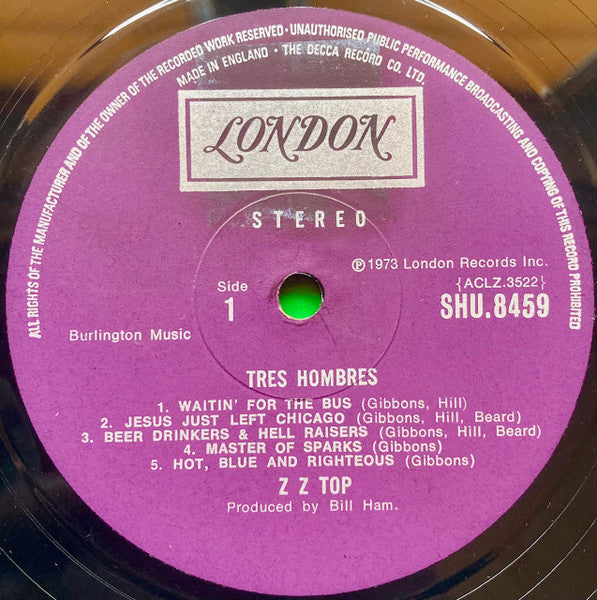 ALL RIGHTS OF THE MANUFACTURER AND OF THE OWNER OF THE RECORDED WORK RESERVED · UNAUTHORISED PUBLIC PERFORMANCE BROADCASTING AND COPYING OF THIS RECORD PROHIBITED
MADE IN ENGLAND · THE DECCA RECORD CO. LTD.
LONDON
STEREO
℗ 1973 London Records Inc.
Side
1
{ACLZ.3522}
SHU.8459
Burlington Music
TRES HOMBRES
1. WAITIN' FOR THE BUS (Gibbons, Hill)
2. JESUS JUST LEFT CHICAGO (Gibbons, Hill, Beard)
3. BEER DRINKERS & HELL RAISERS (Gibbons, Hill, Beard)
4. MASTER OF SPARKS (Gibbons)
5. HOT, BLUE AND RIGHTEOUS (Gibbons)
Z Z TOP
Produced by Bill Ham.